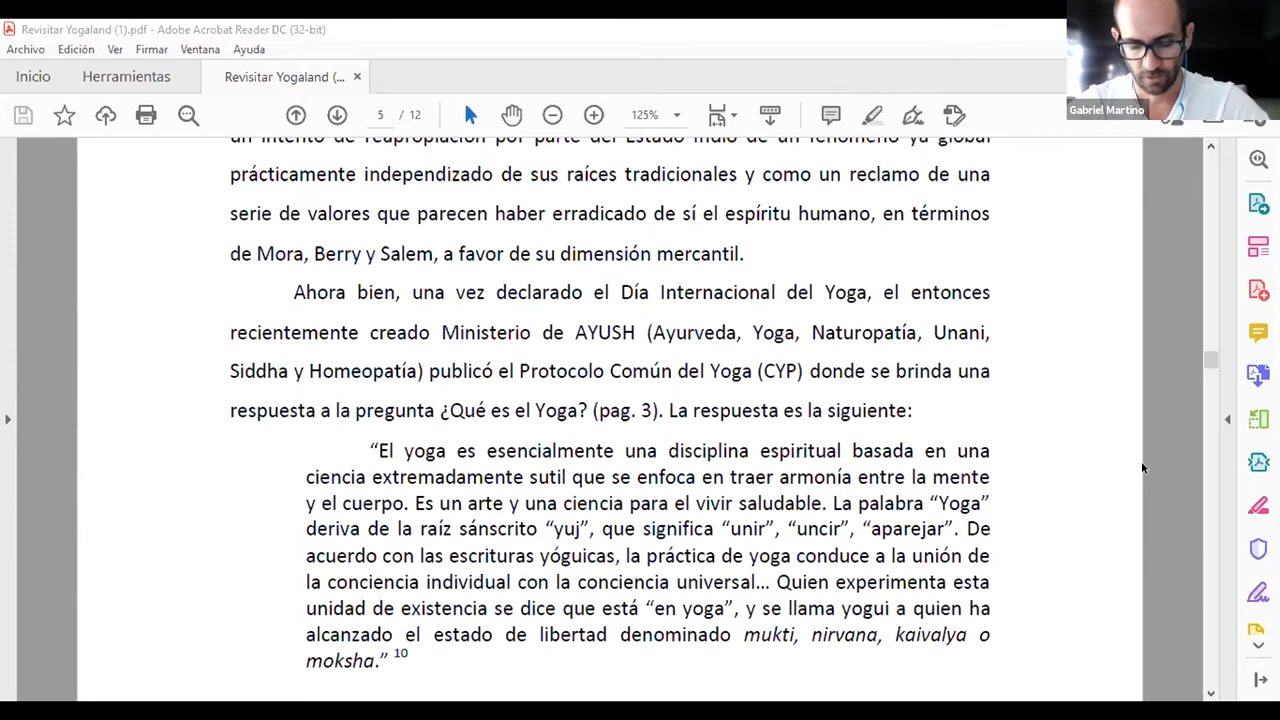 Revisitar Yogaland (1).pdf - Adobe Acrobat Reader DC (32-bit)
Archivo Edición Ver Firmar Ventana Ayuda
Inicio Herramientas Revisitar Yogaland (... ×
5 / 12 125%
Gabriel Martino
un intento de reapropiación por parte del Estado indio de un fenómeno ya global
prácticamente independizado de sus raíces tradicionales y como un reclamo de una
serie de valores que parecen haber erradicado de sí el espíritu humano, en términos
de Mora, Berry y Salem, a favor de su dimensión mercantil.
Ahora bien, una vez declarado el Día Internacional del Yoga, el entonces
recientemente creado Ministerio de AYUSH (Ayurveda, Yoga, Naturopatía, Unani,
Siddha y Homeopatía) publicó el Protocolo Común del Yoga (CYP) donde se brinda una
respuesta a la pregunta ¿Qué es el Yoga? (pag. 3). La respuesta es la siguiente:
“El yoga es esencialmente una disciplina espiritual basada en una
ciencia extremadamente sutil que se enfoca en traer armonía entre la mente
y el cuerpo. Es un arte y una ciencia para el vivir saludable. La palabra “Yoga”
deriva de la raíz sánscrito “yuj”, que significa “unir”, “uncir”, “aparejar”. De
acuerdo con las escrituras yóguicas, la práctica de yoga conduce a la unión de
la conciencia individual con la conciencia universal... Quien experimenta esta
unidad de existencia se dice que está “en yoga”, y se llama yogui a quien ha
alcanzado el estado de libertad denominado mukti, nirvana, kaivalya o
moksha.” 10